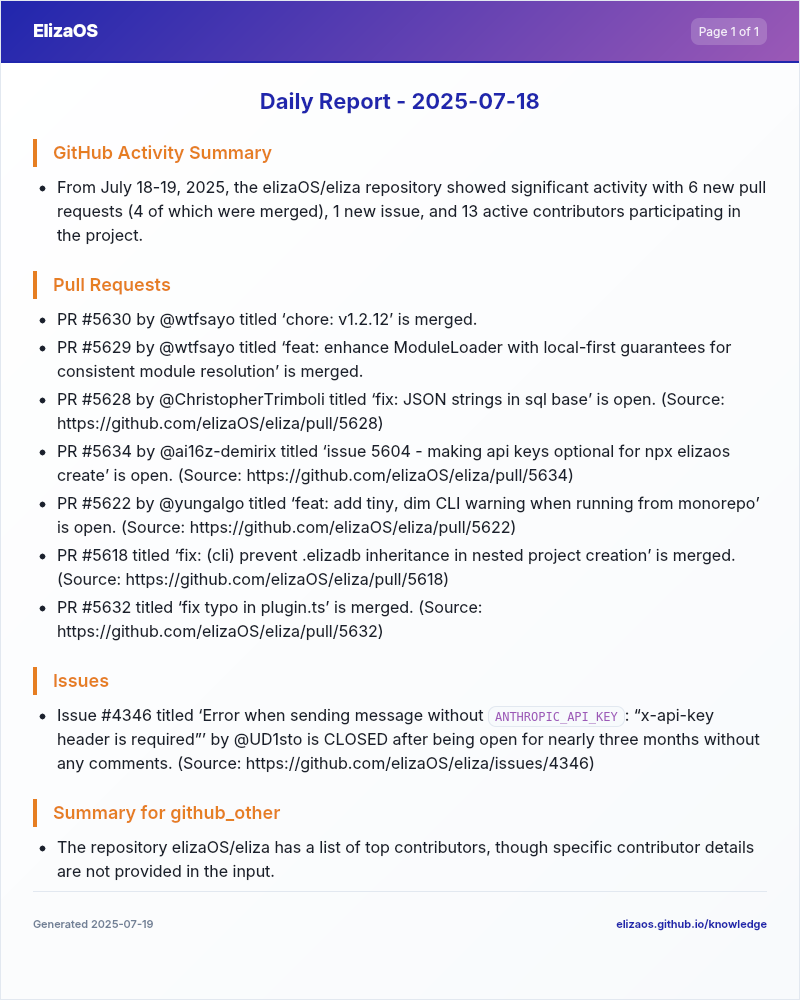 ElizaOS
Page 1 of 1
Daily Report - 2025-07-18
GitHub Activity Summary
• From July 18-19, 2025, the elizaOS/eliza repository showed significant activity with 6 new pull
requests (4 of which were merged), 1 new issue, and 13 active contributors participating in
the project.
Pull Requests
• PR #5630 by @wtfsayo titled ‘chore: v1.2.12’ is merged.
• PR #5629 by @wtfsayo titled ‘feat: enhance ModuleLoader with local-first guarantees for
consistent module resolution’ is merged.
• PR #5628 by @ChristopherTrimboli titled ‘fix: JSON strings in sql base’ is open. (Source:
https://github.com/elizaOS/eliza/pull/5628)
• PR #5634 by @ai16z-demirix titled ‘issue 5604 - making api keys optional for npx elizaos
create’ is open. (Source: https://github.com/elizaOS/eliza/pull/5634)
• PR #5622 by @yungalgo titled ‘feat: add tiny, dim CLI warning when running from monorepo’
is open. (Source: https://github.com/elizaOS/eliza/pull/5622)
• PR #5618 titled ‘fix: (cli) prevent .elizadb inheritance in nested project creation’ is merged.
(Source: https://github.com/elizaOS/eliza/pull/5618)
• PR #5632 titled ‘fix typo in plugin.ts’ is merged. (Source:
https://github.com/elizaOS/eliza/pull/5632)
Issues
• Issue #4346 titled ‘Error when sending message without ANTHROPIC_API_KEY: “x-api-key
header is required”’ by @UD1sto is CLOSED after being open for nearly three months without
any comments. (Source: https://github.com/elizaOS/eliza/issues/4346)
Summary for github_other
• The repository elizaOS/eliza has a list of top contributors, though specific contributor details
are not provided in the input.
Generated 2025-07-19
elizaos.github.io/knowledge